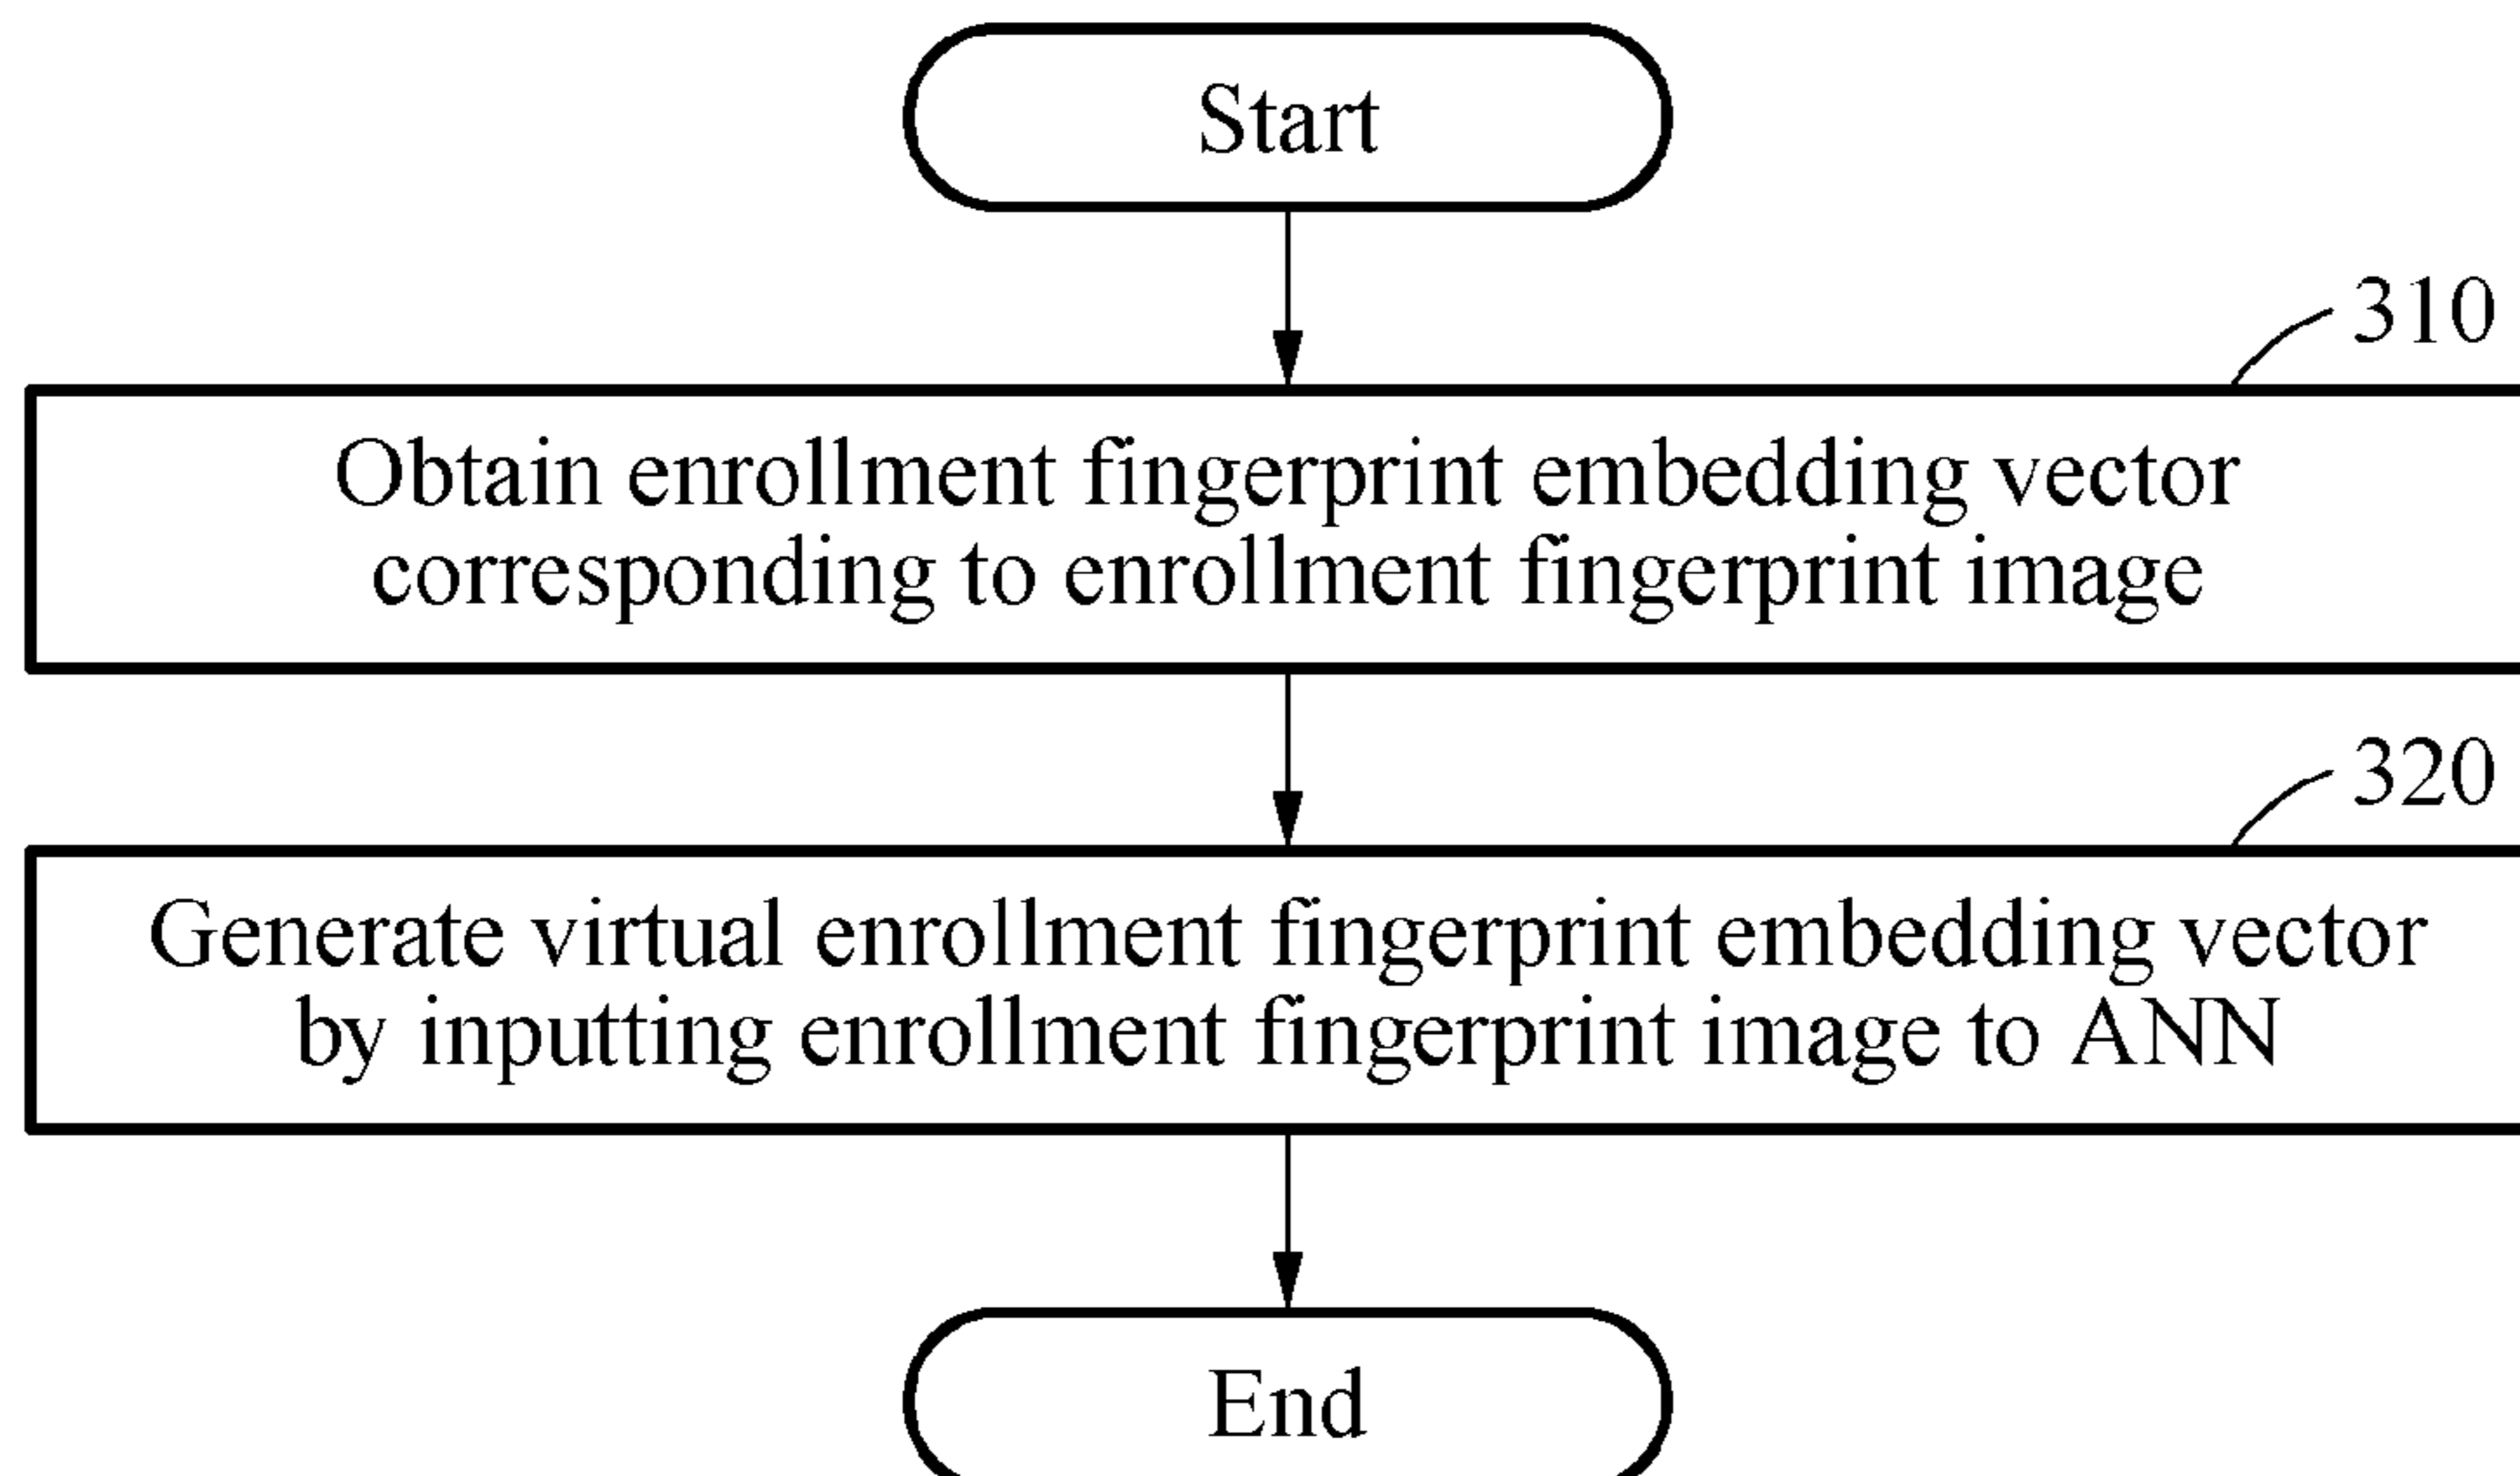 Start
310
Obtain enrollment fingerprint embedding vector
corresponding to enrollment fingerprint image
320
Generate virtual enrollment fingerprint embedding vector
by inputting enrollment fingerprint image to ANN
End